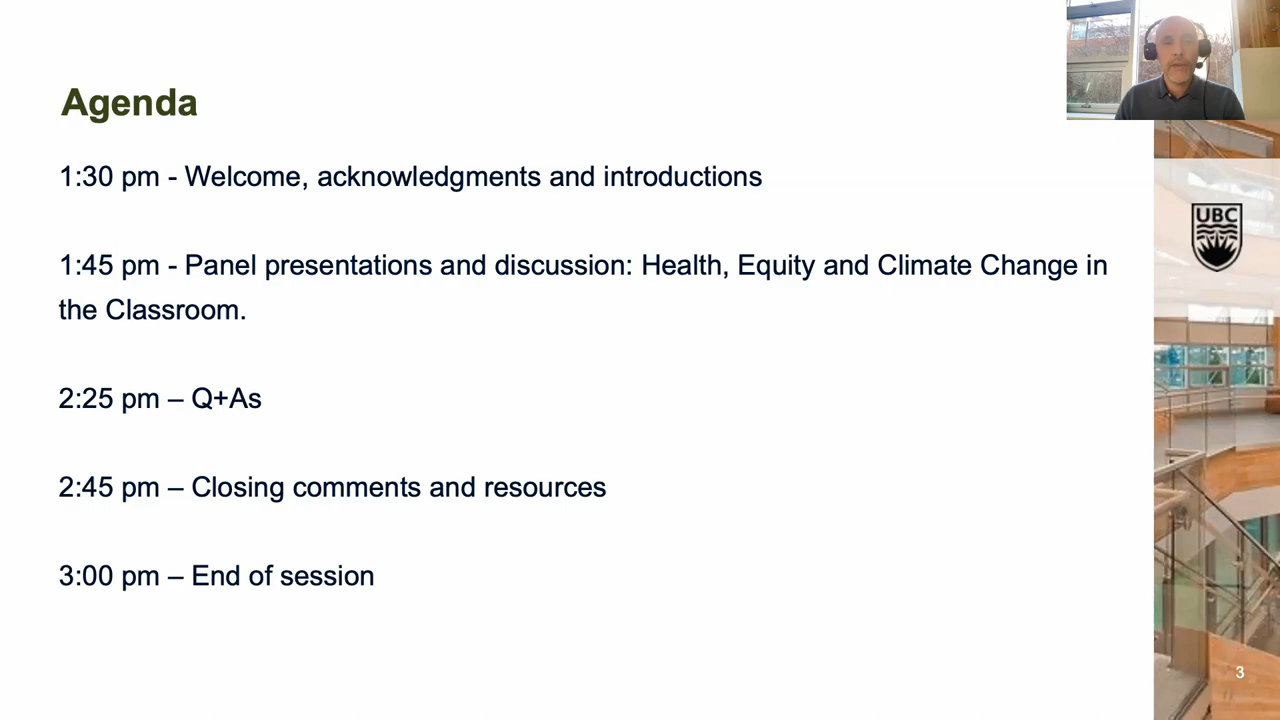 Agenda
1:30 pm - Welcome, acknowledgments and introductions
1:45 pm - Panel presentations and discussion: Health, Equity and Climate Change in
the Classroom.
2:25 pm – Q+As
2:45 pm – Closing comments and resources
3:00 pm – End of session
UBC
3